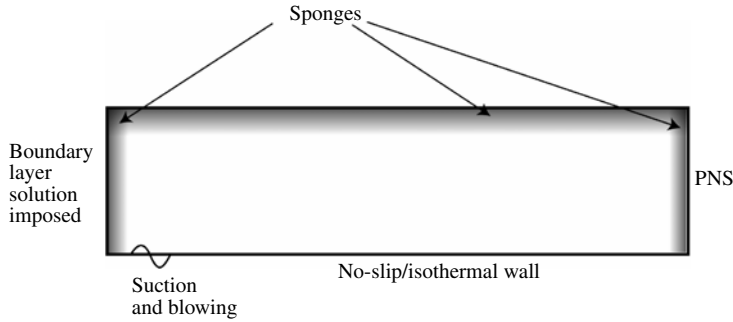 Sponges
Boundary
layer
solution
imposed
PNS
No-slip/isothermal wall
Suction
and blowing